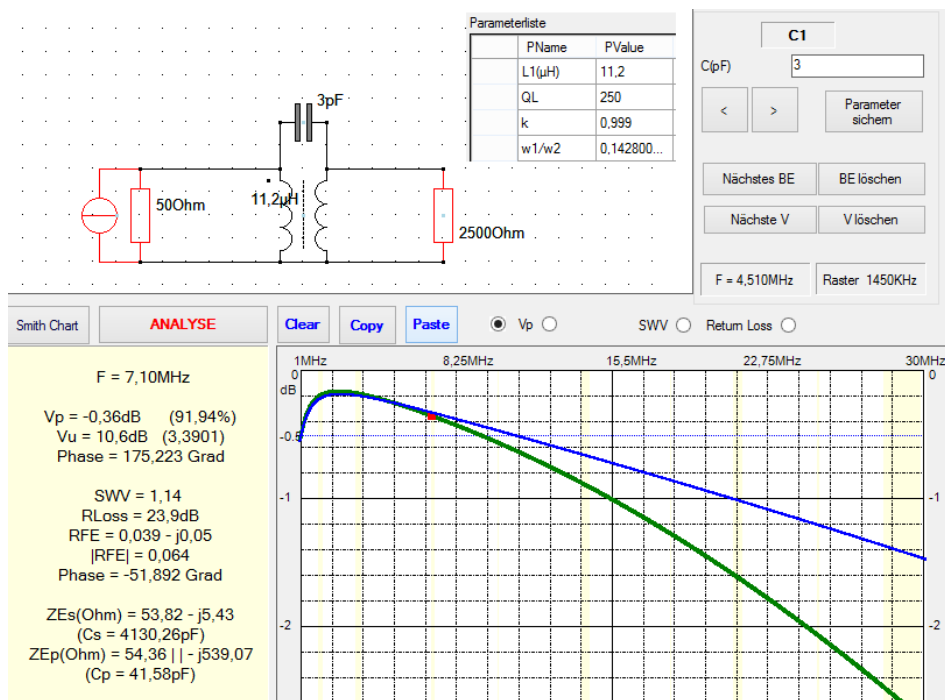 Parameterliste
PName PValue
L1(µH) 11,2
QL 250
k 0,999
w1/w2 0,142800...
C1
C(pF) 3
< > Parameter
sichern
Nächstes BE BE löschen
Nächste V V löschen
F = 4,510MHz Raster 1450KHz
3pF
50Ohm
11,2µH
2500Ohm
Smith Chart ANALYSE Clear Copy Paste Vp SWV Return Loss
F = 7,10MHz
Vp = -0,36dB (91,94%)
Vu = 10,6dB (3,3901)
Phase = 175,223 Grad
SWV = 1,14
RLoss = 23,9dB
RFE = 0,039 - j0,05
|RFE| = 0,064
Phase = -51,892 Grad
ZEs(Ohm) = 53,82 - j5,43
(Cs = 4130,26pF)
ZEp(Ohm) = 54,36 | | - j539,07
(Cp = 41,58pF)
1MHz 8,25MHz 15,5MHz 22,75MHz 30MHz
0 0
dB
-0.5
-1 -1
-2 -2